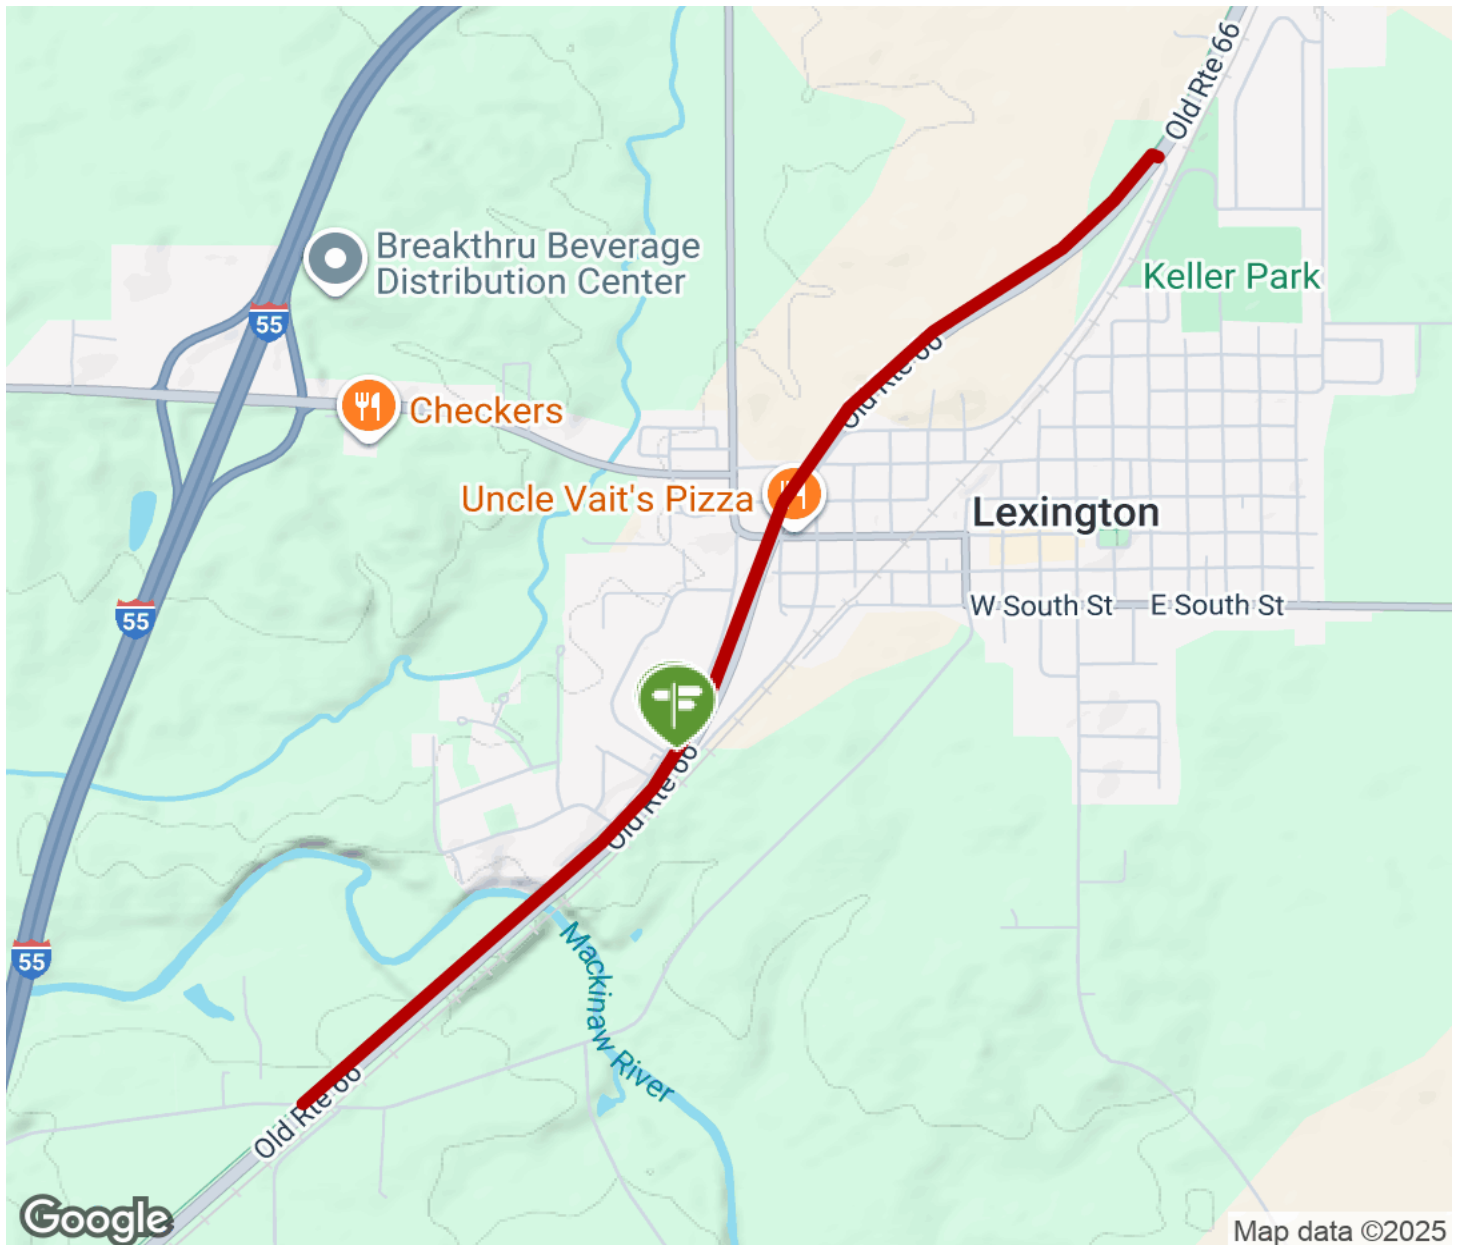 Old Rte 66
Breakthru Beverage
Distribution Center
Keller Park
55
Old Rte 66
Checkers
Uncle Vait's Pizza
Lexington
55
W South St
E South St
Old Rte 66
55
Mackinaw River
Old Rte 66
Google
Map data ©2025